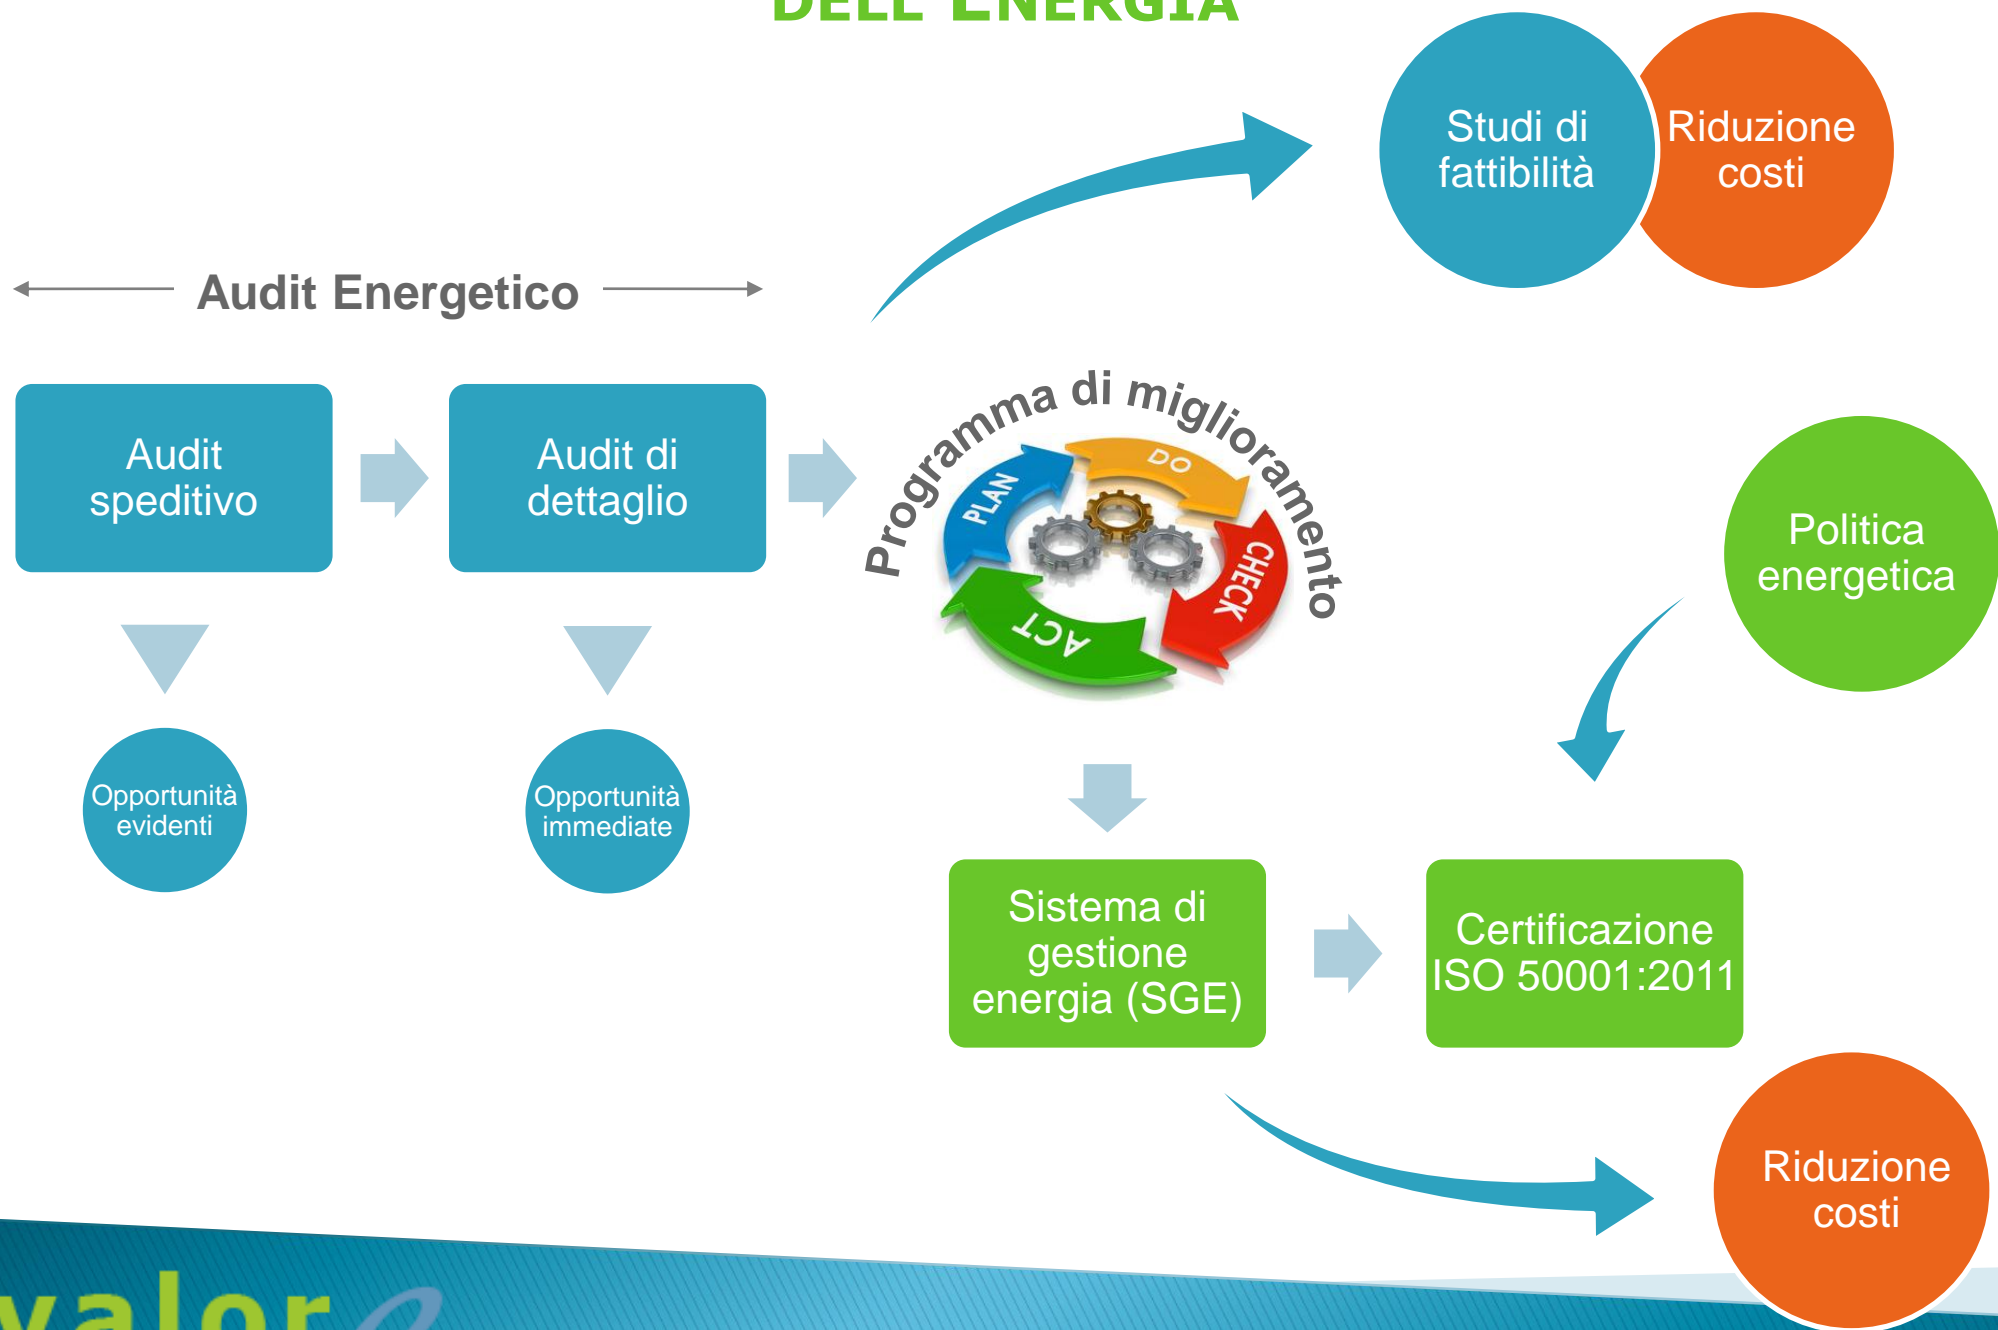 DELL'ENERGIA
Studi di
fattibilità
Riduzione
costi
Audit Energetico
Audit
speditivo
Audit di
dettaglio
Programma di miglioramento
PLAN
DO
CHECK
ACT
Politica
energetica
Opportunità
evidenti
Opportunità
immediate
Sistema di
gestione
energia (SGE)
Certificazione
ISO 50001:2011
Riduzione
costi
valore